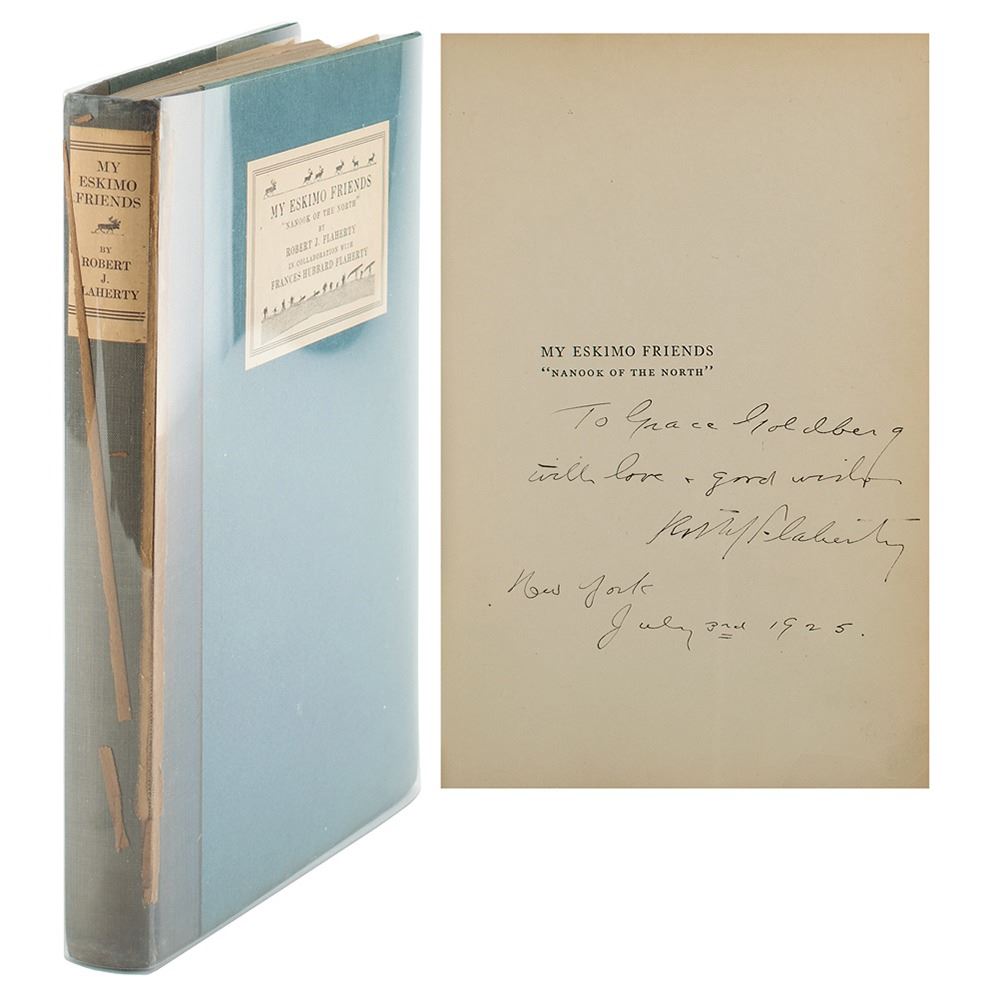 MY
ESKIMO
FRIENDS
BY
ROBERT
J.
FLAHERTY
MY ESKIMO FRIENDS
"NANOOK OF THE NORTH"
BY
ROBERT J. FLAHERTY
IN COLLABORATION WITH
FRANCES HUBBARD FLAHERTY
MY ESKIMO FRIENDS
"NANOOK OF THE NORTH"
To Grace Goldberg
with love + good wishes
Robt J Flaherty
New York
July 3rd 1925.